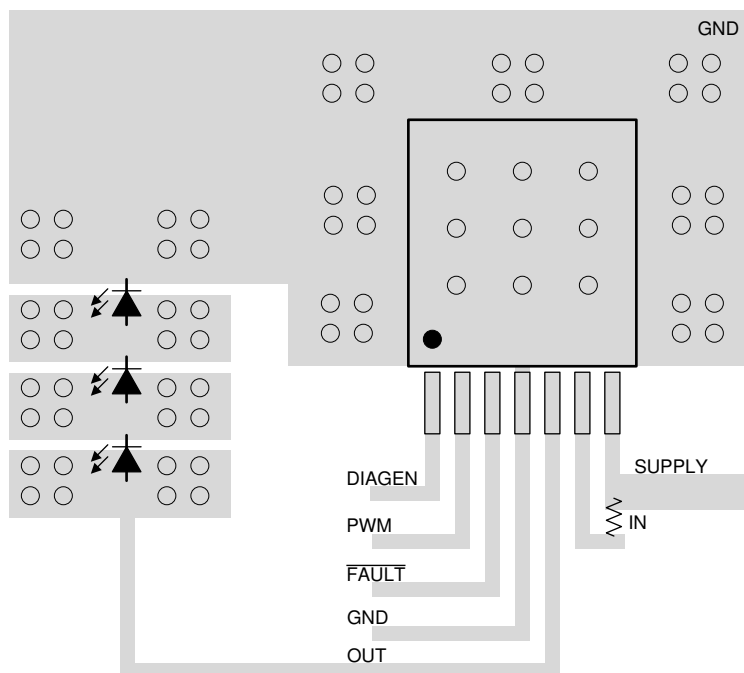 GND
DIAGEN
SUPPLY
PWM
IN
FAULT
GND
OUT